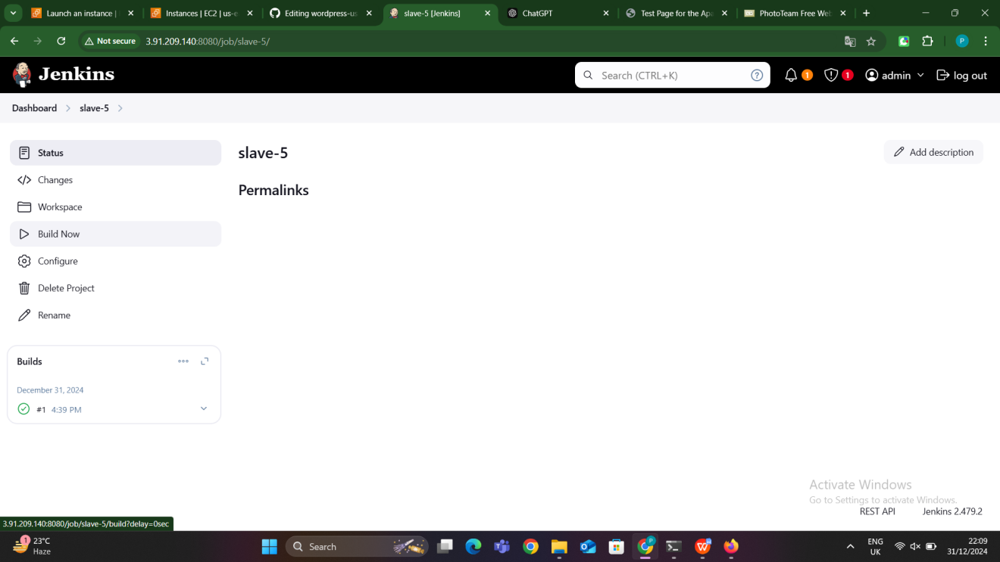 Launch an instance |
Instances | EC2 | us-e
Editing wordpress-us
slave-5 [Jenkins]
ChatGPT
Test Page for the Apa
PhotoTeam Free Web
Not secure
3.91.209.140:8080/job/slave-5/
P
Jenkins
Search (CTRL+K)
?
1
1
admin
log out
Dashboard
slave-5
Status
slave-5
Add description
Changes
Permalinks
Workspace
Build Now
Configure
Delete Project
Rename
Builds
December 31, 2024
#1 4:39 PM
Activate Windows
Go to Settings to activate Windows.
REST API
Jenkins 2.479.2
3.91.209.140:8080/job/slave-5/build?delay=0sec
1
23°C
Haze
Search
P
ENG
UK
22:09
31/12/2024